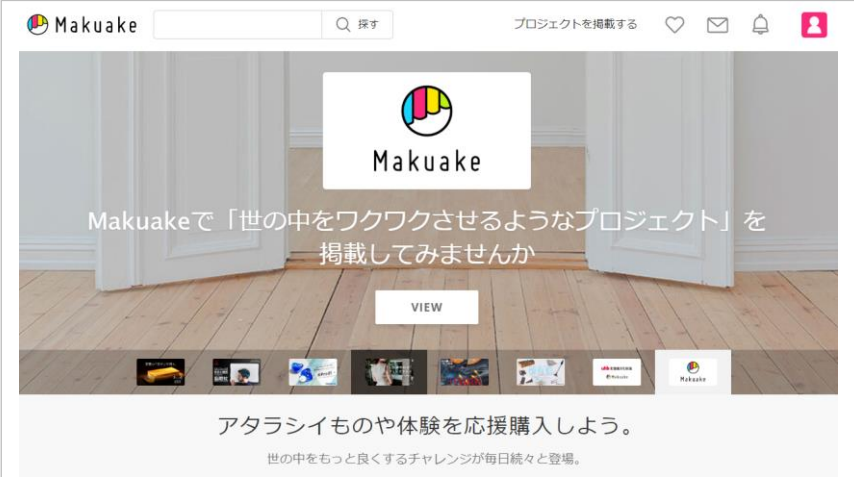 Makuake
探す
プロジェクトを掲載する
Makuake
Makuakeで「世の中をワクワクさせるようなプロジェクト」を
掲載してみませんか
VIEW
Makuake
アタラシイものや体験を応援購入しよう。
世の中をもっと良くするチャレンジが毎日続々と登場。